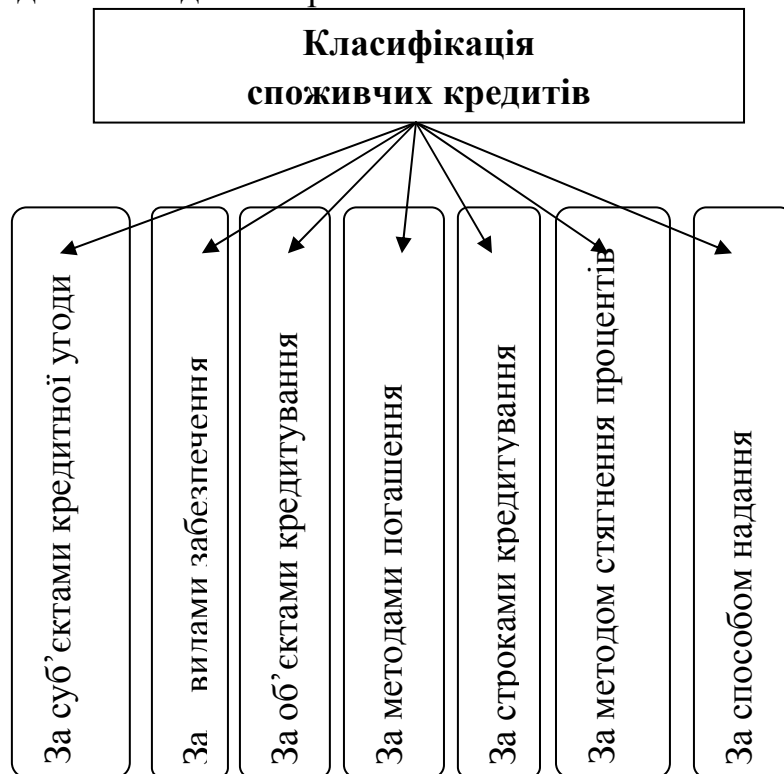 Класифікація
споживчих кредитів
За суб’єктами кредитної угоди
За вилами забезпечення
За об’єктами кредитування
За методами погашення
За строками кредитування
За методом стягнення процентів
За способом надання